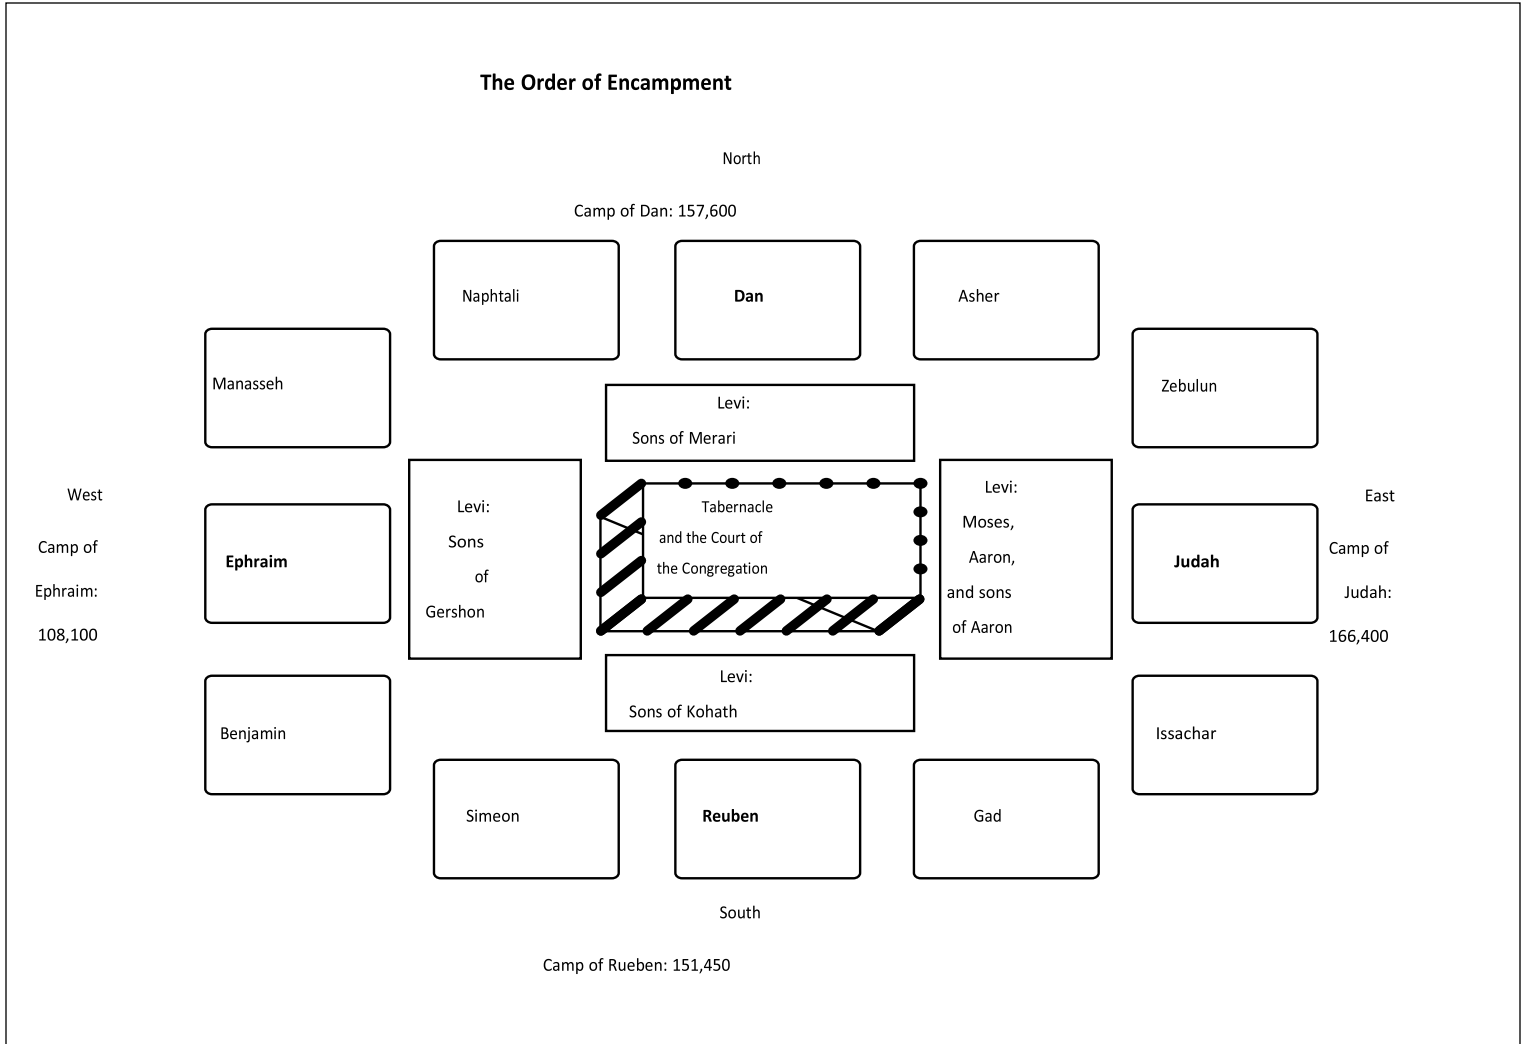 The Order of Encampment
North
Camp of Dan: 157,600
Naphtali
Dan
Asher
Manasseh
Zebulun
Levi:
Sons of Merari
West
Camp of
Ephraim:
108,100
Ephraim
Levi:
Sons
of
Gershon
Tabernacle
and the Court of
the Congregation
Levi:
Moses,
Aaron,
and sons
of Aaron
Judah
East
Camp of
Judah:
166,400
Levi:
Sons of Kohath
Benjamin
Issachar
Simeon
Reuben
Gad
South
Camp of Rueben: 151,450